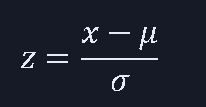 z = (x − μ) / σ